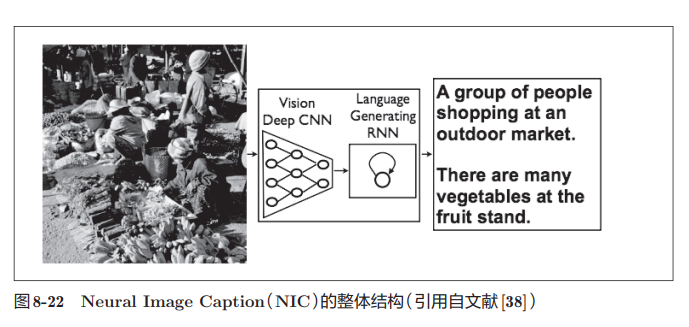 Vision
Deep CNN
Language
Generating
RNN
A group of people
shopping at an
outdoor market.
There are many
vegetables at the
fruit stand.
图8-22 Neural Image Caption(NIC)的整体结构(引用自文献[38])